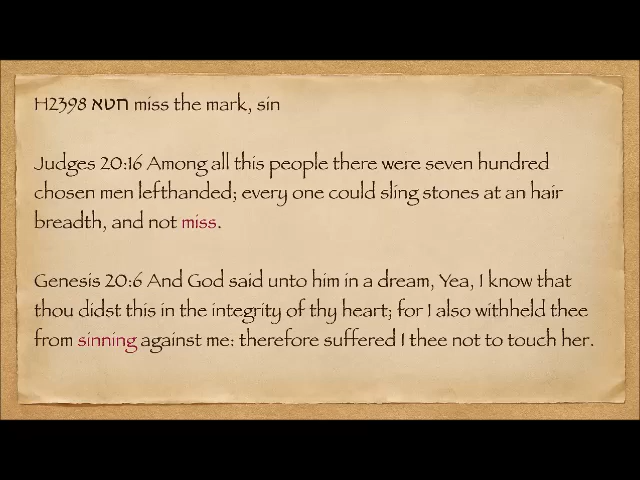 H2398 חטא miss the mark, sin
Judges 20:16 Among all this people there were seven hundred
chosen men lefthanded; every one could sling stones at an hair
breadth, and not miss.
Genesis 20:6 And God said unto him in a dream, Yea, I know that
thou didst this in the integrity of thy heart; for I also withheld thee
from sinning against me: therefore suffered I thee not to touch her.